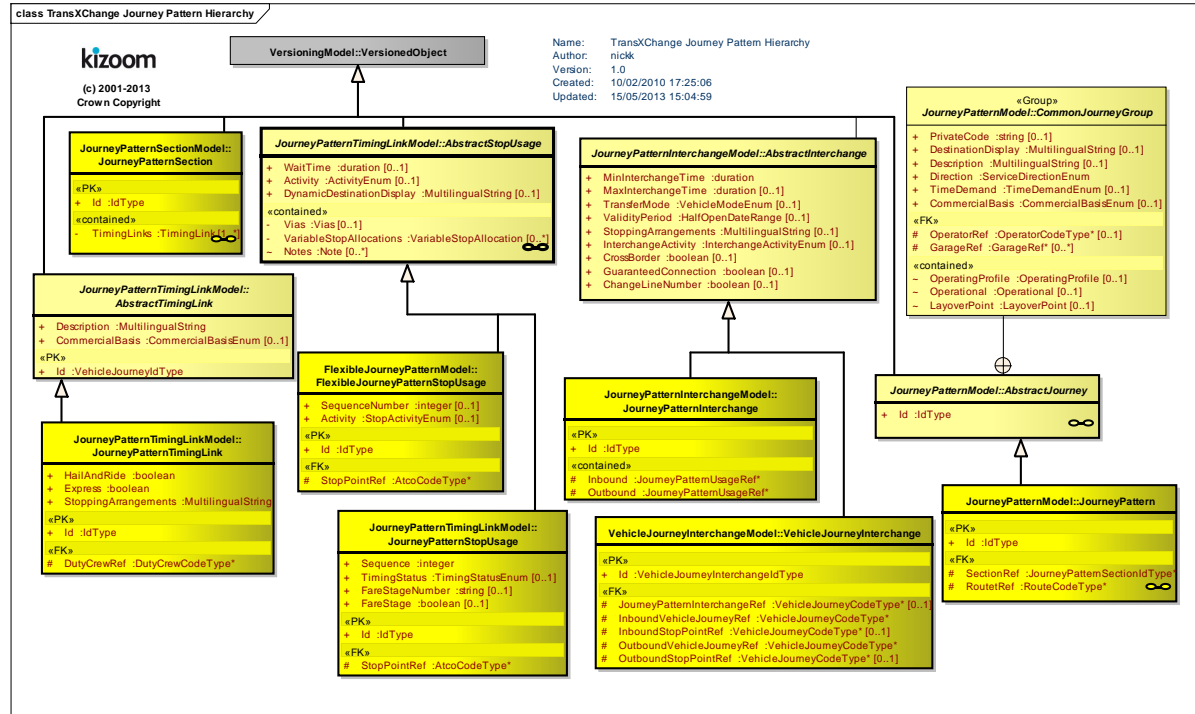 class TransXChange Journey Pattern Hierarchy
kizoom
(c) 2001-2013
Crown Copyright
VersioningModel::VersionedObject
Name: TransXChange Journey Pattern Hierarchy
Author: nickk
Version: 1.0
Created: 10/02/2010 17:25:06
Updated: 15/05/2013 15:04:59
JourneyPatternSectionModel::
JourneyPatternSection
«PK»
+ Id :IdType
«contained»
- TimingLinks :TimingLink[1..*]
JourneyPatternTimingLinkModel::AbstractStopUsage
+ WaitTime :duration [0..1]
+ Activity :ActivityEnum [0..1]
+ DynamicDestinationDisplay :MultilingualString [0..1]
«contained»
- Vias :Vias [0..1]
- VariableStopAllocations :VariableStopAllocation [0..*]
~ Notes :Note [0..*]
JourneyPatternInterchangeModel::AbstractInterchange
+ MinInterchangeTime :duration
+ MaxInterchangeTime :duration [0..1]
+ TransferMode :VehicleModeEnum [0..1]
+ ValidityPeriod :HalfOpenDateRange [0..1]
+ StoppingArrangements :MultilingualString [0..1]
+ InterchangeActivity :InterchangeActivityEnum [0..1]
+ CrossBorder :boolean [0..1]
+ GuaranteedConnection :boolean [0..1]
+ ChangeLineNumber :boolean [0..1]
«Group»
JourneyPatternModel::CommonJourneyGroup
+ PrivateCode :string [0..1]
+ DestinationDisplay :MultilingualString [0..1]
+ Description :MultilingualString [0..1]
+ Direction :ServiceDirectionEnum
+ TimeDemand :TimeDemandEnum [0..1]
+ CommercialBasis :CommercialBasisEnum [0..1]
«FK»
# OperatorRef :OperatorCodeType* [0..1]
# GarageRef :GarageRef* [0..*]
«contained»
~ OperatingProfile :OperatingProfile [0..1]
~ Operational :Operational [0..1]
~ LayoverPoint :LayoverPoint [0..1]
JourneyPatternTimingLinkModel::
AbstractTimingLink
+ Description :MultilingualString
+ CommercialBasis :CommercialBasisEnum [0..1]
«PK»
+ Id :VehicleJourneyIdType
FlexibleJourneyPatternModel::
FlexibleJourneyPatternStopUsage
+ SequenceNumber :integer [0..1]
+ Activity :StopActivityEnum [0..1]
«PK»
+ Id :IdType
«FK»
# StopPointRef :AtcoCodeType*
JourneyPatternInterchangeModel::
JourneyPatternInterchange
«PK»
+ Id :IdType
«contained»
# Inbound :JourneyPatternUsageRef*
# Outbound :JourneyPatternUsageRef*
JourneyPatternModel::AbstractJourney
+ Id :IdType
JourneyPatternTimingLinkModel::
JourneyPatternTimingLink
+ HailAndRide :boolean
+ Express :boolean
+ StoppingArrangements :MultilingualString
«PK»
+ Id :IdType
«FK»
# DutyCrewRef :DutyCrewCodeType*
JourneyPatternTimingLinkModel::
JourneyPatternStopUsage
+ Sequence :integer
+ TimingStatus :TimingStatusEnum [0..1]
+ FareStageNumber :string [0..1]
+ FareStage :boolean [0..1]
«PK»
+ Id :IdType
«FK»
# StopPointRef :AtcoCodeType*
VehicleJourneyInterchangeModel::VehicleJourneyInterchange
«PK»
+ Id :VehicleJourneyInterchangeIdType
«FK»
# JourneyPatternInterchangeRef :VehicleJourneyCodeType* [0..1]
# InboundVehicleJourneyRef :VehicleJourneyCodeType*
# InboundStopPointRef :VehicleJourneyCodeType* [0..1]
# OutboundVehicleJourneyRef :VehicleJourneyCodeType*
# OutboundStopPointRef :VehicleJourneyCodeType* [0..1]
JourneyPatternModel::JourneyPattern
«PK»
+ Id :IdType
«FK»
# SectionRef :JourneyPatternSectionIdType*
# RoutetRef :RouteCodeType*